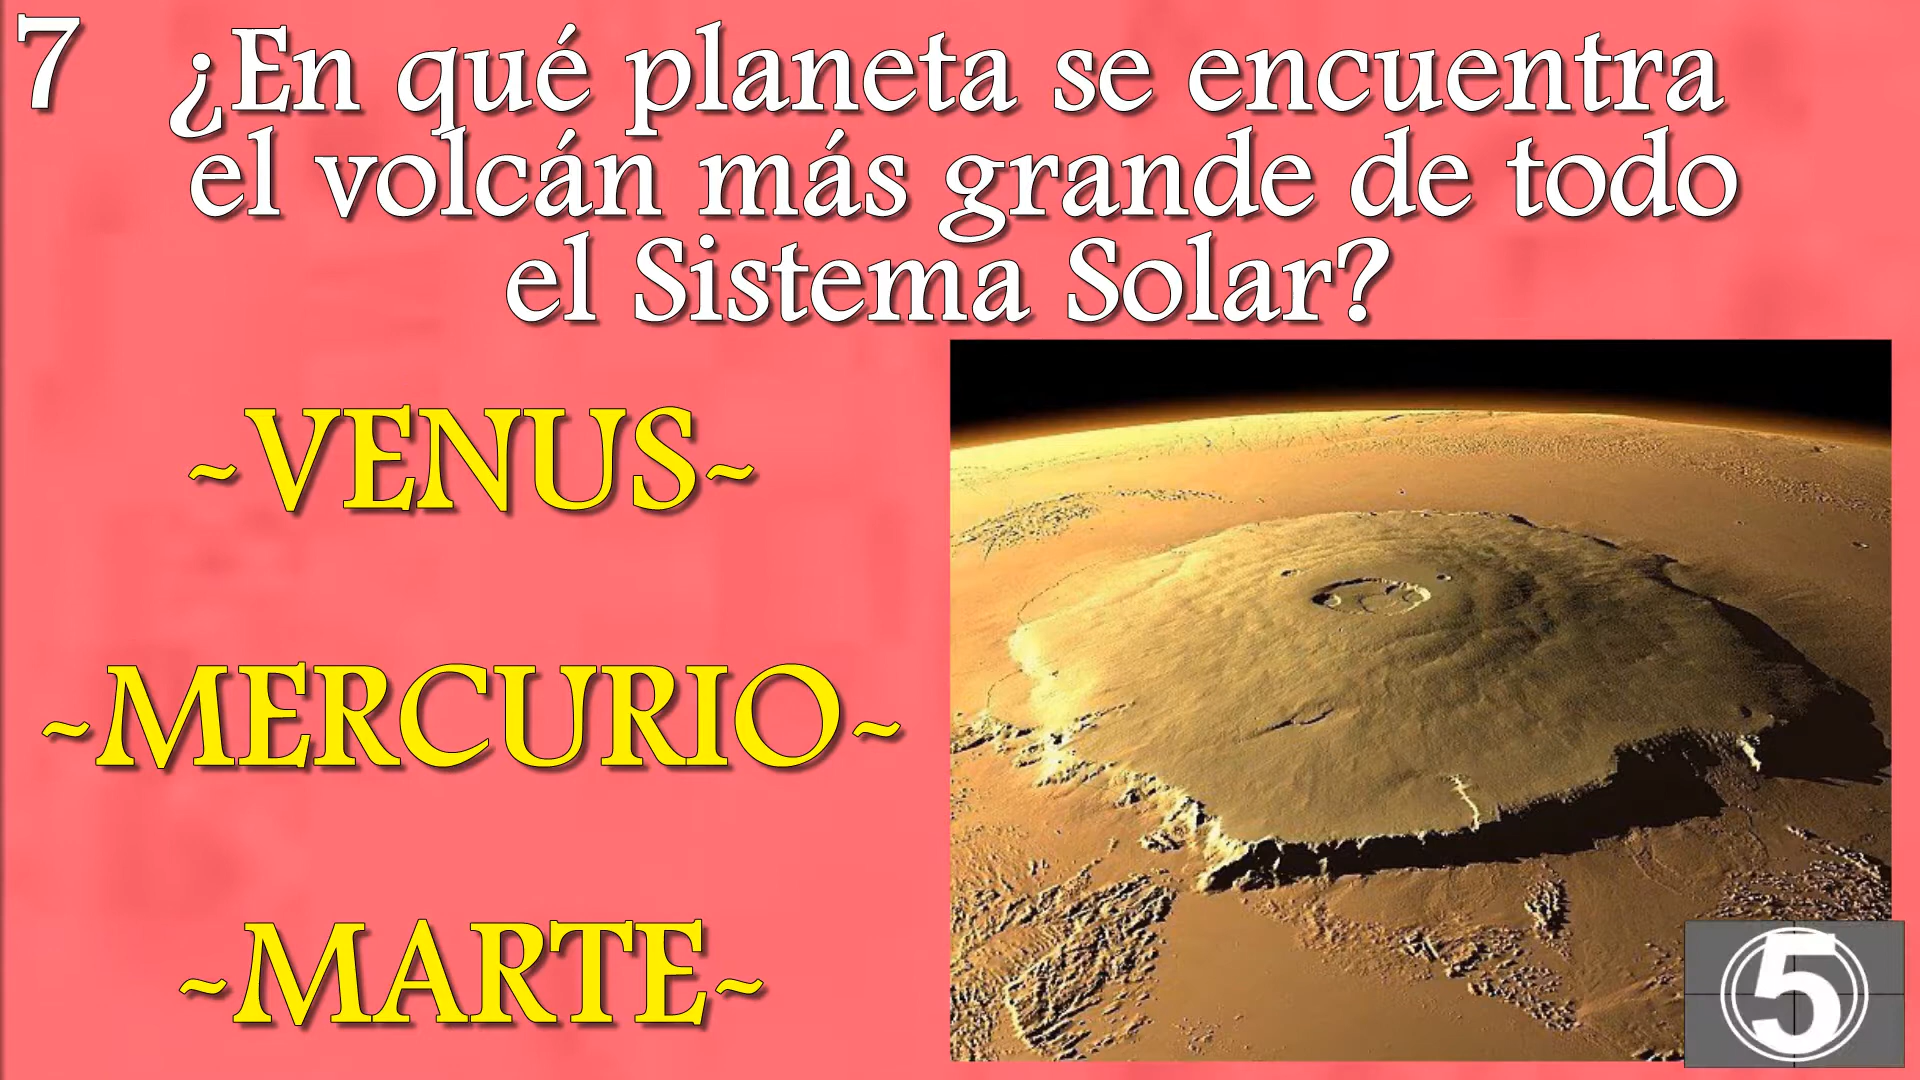 7
¿En qué planeta se encuentra
el volcán más grande de todo
el Sistema Solar?
~VENUS~
~MERCURIO~
~MARTE~
5